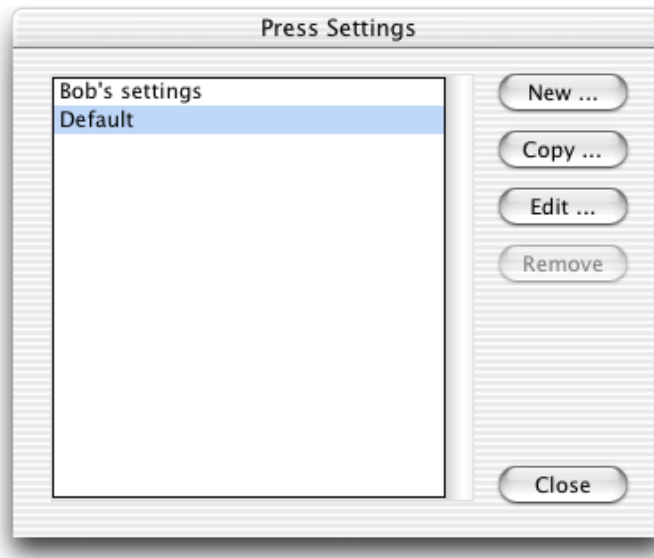 Press Settings
Bob's settings
Default
New ...
Copy ...
Edit ...
Remove
Close